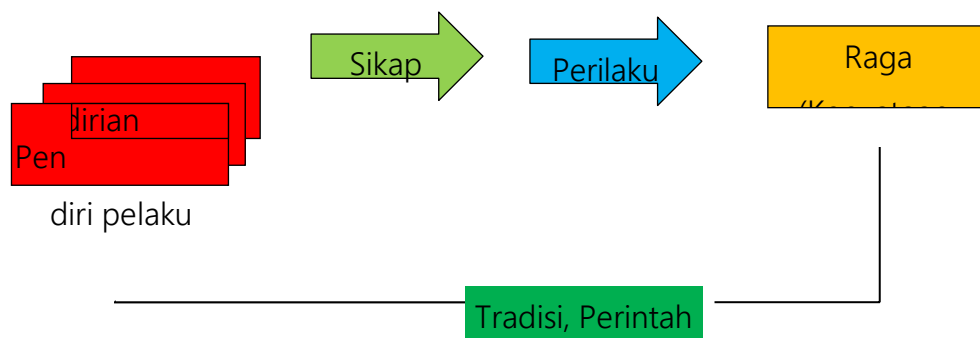 Sikap
Perilaku
Raga
dirian
Pen
diri pelaku
Tradisi, Perintah